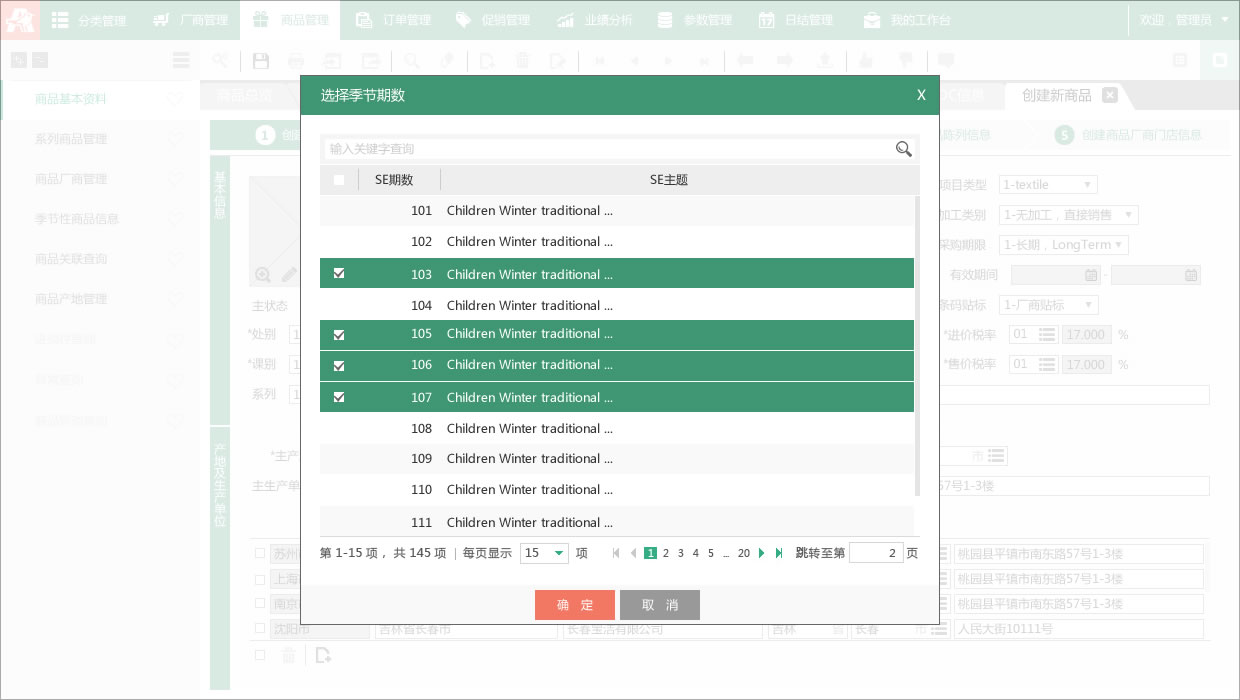 分类管理 厂商管理 商品管理 订单管理 促销管理 业绩分析 参数管理 日结管理 我的工作台 欢迎，管理员
商品基本资料
系列商品管理
商品厂商管理
季节性商品信息
商品关联查询
商品产地管理
商品总览 DC信息 创建新商品
1 创建 陈列信息 5 创建商品厂商门店信息
基本信息
产地及生产单位
主状态
*处别 1
*课别 1
系列 1
*生产
主生产单
项目类型 1-textile
加工类别 1-无加工，直接销售
采购期限 1-长期，LongTerm
有效期间 -
条码贴标 1-厂商贴标
*进价税率 01 17.000 %
*售价税率 01 17.000 %
市
57号1-3楼
选择季节期数 X
输入关键字查询
SE期数 SE主题
101 Children Winter traditional ...
102 Children Winter traditional ...
103 Children Winter traditional ...
104 Children Winter traditional ...
105 Children Winter traditional ...
106 Children Winter traditional ...
107 Children Winter traditional ...
108 Children Winter traditional ...
109 Children Winter traditional ...
110 Children Winter traditional ...
111 Children Winter traditional ...
第 1-15 项，共 145 项 | 每页显示 15 项 1 2 3 4 5 ... 20 跳转至第 2 页
确 定 取 消
苏州 桃园县平镇市南东路57号1-3楼
上海 桃园县平镇市南东路57号1-3楼
南京 桃园县平镇市南东路57号1-3楼
沈阳市 吉林省长春市 长春宝洁有限公司 吉林 省 长春 市 人民大街10111号